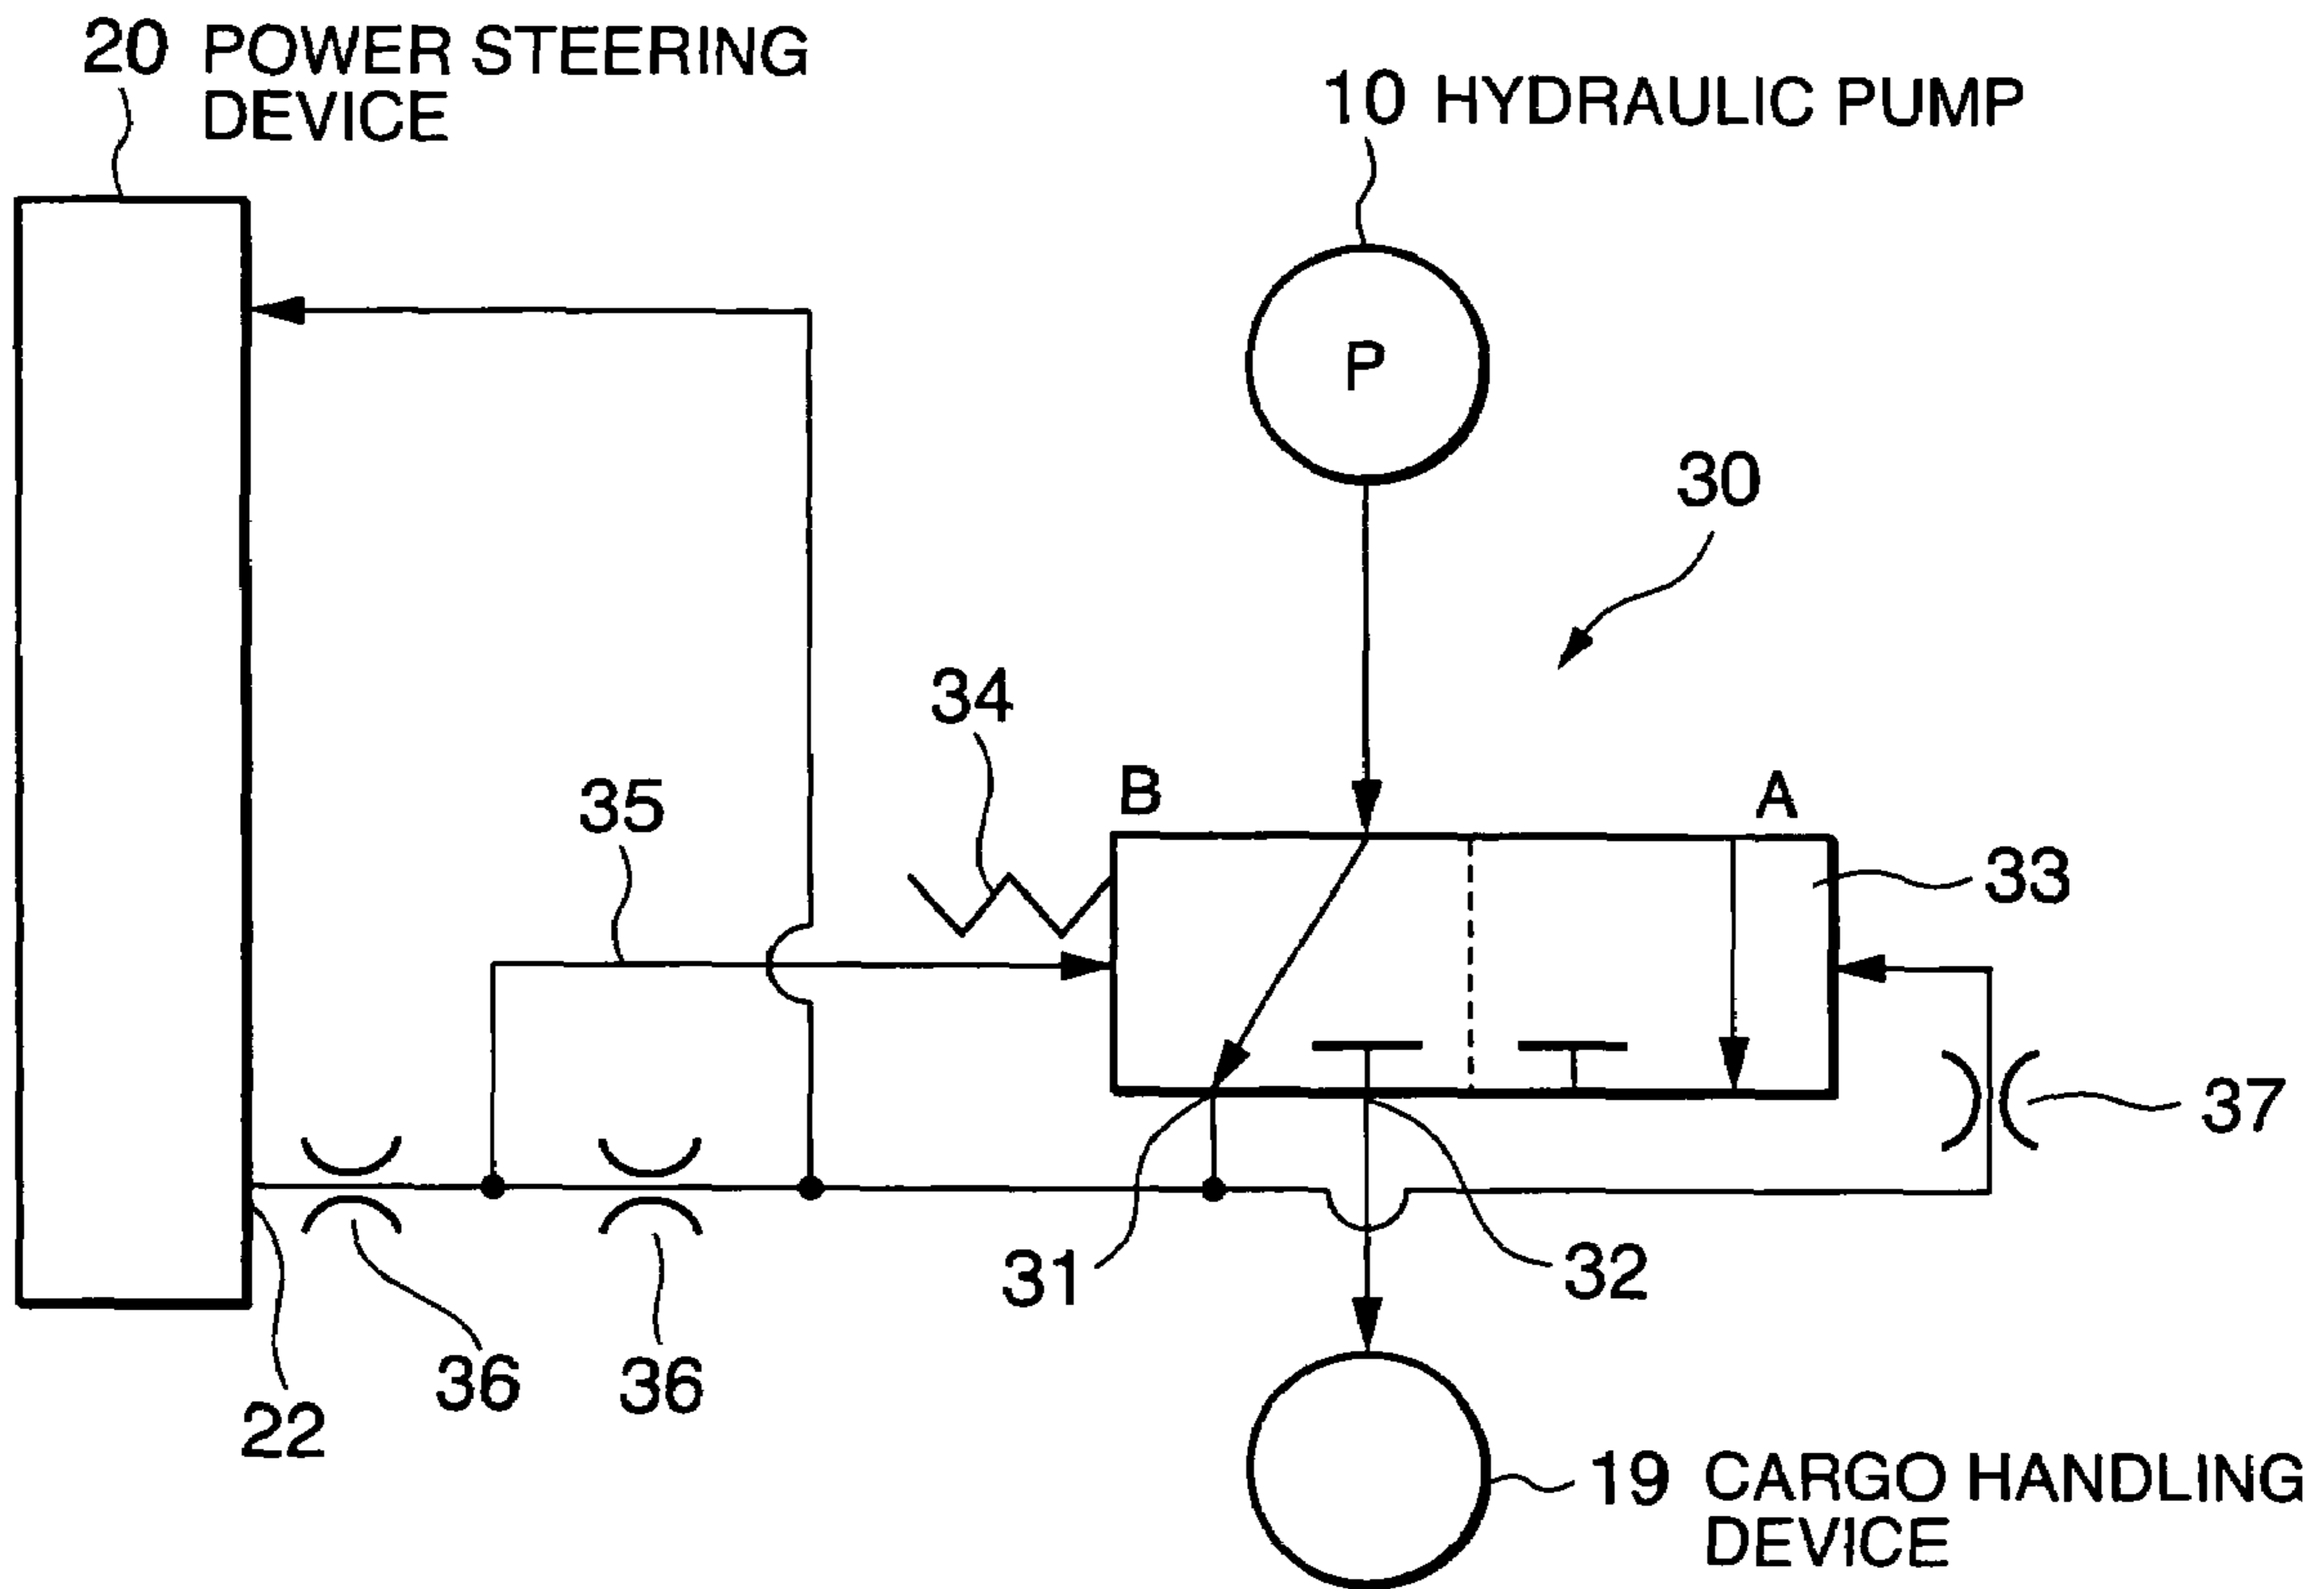 20 POWER STEERING
DEVICE
10 HYDRAULIC PUMP
P
30
34
35
B
A
33
37
31
32
36
36
22
19 CARGO HANDLING
DEVICE